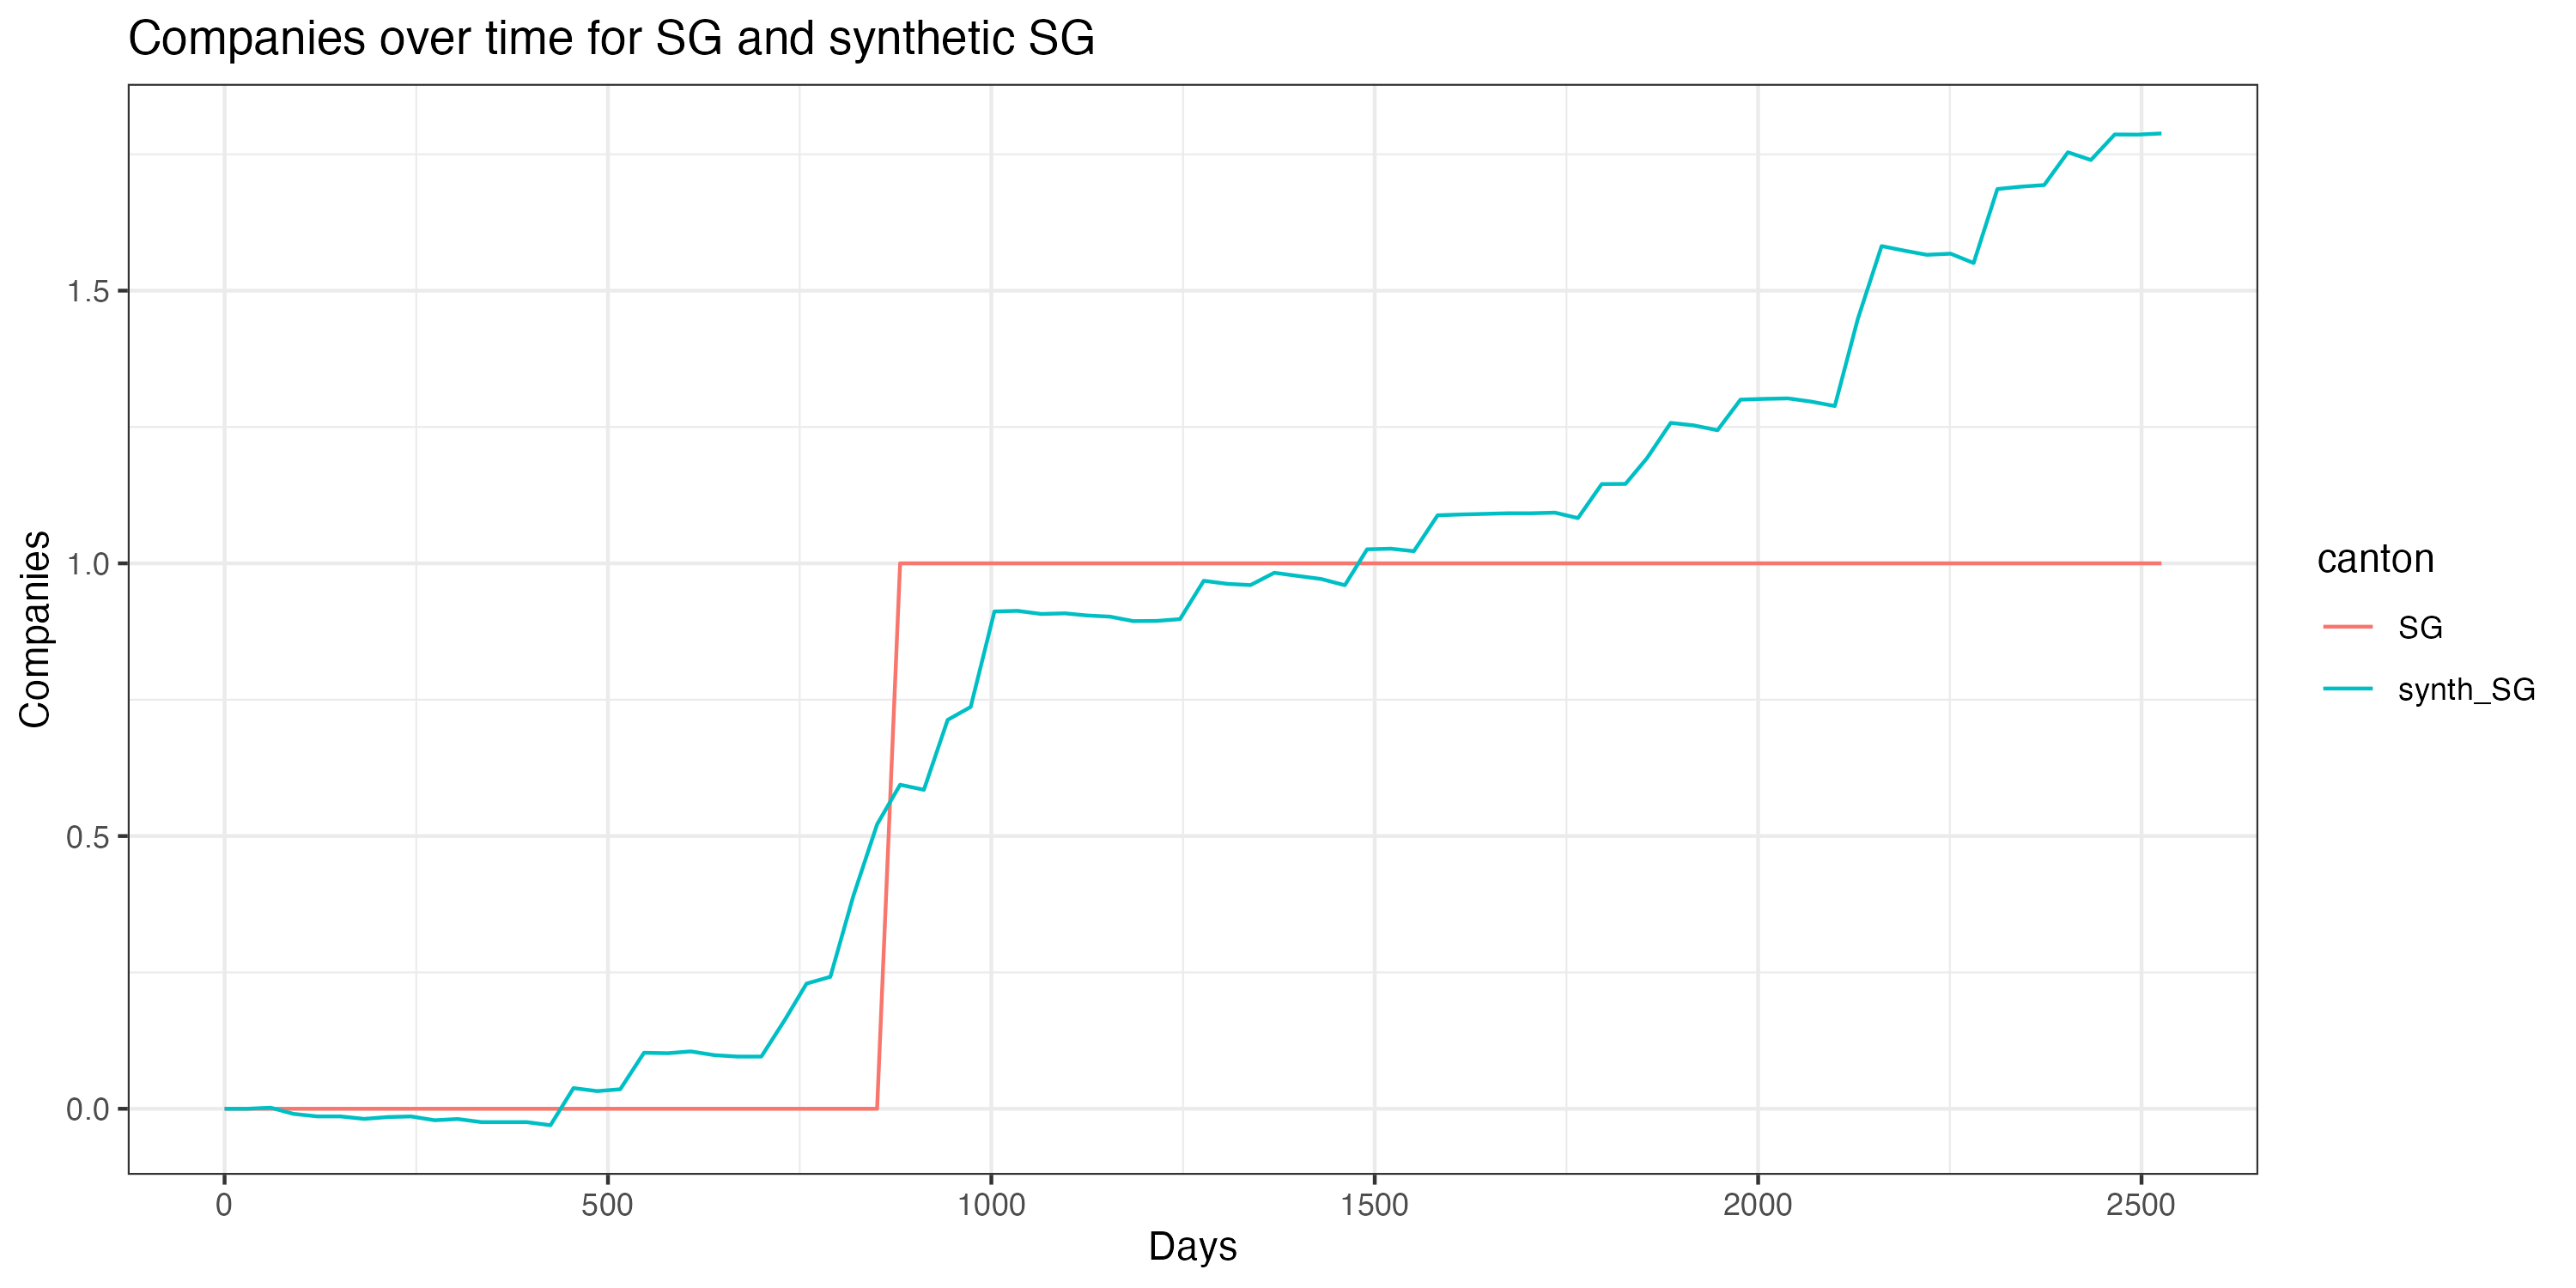 Companies over time for SG and synthetic SG
Companies
1.5
1.0
0.5
0.0
0 500 1000 1500 2000 2500
Days
canton
SG
synth_SG